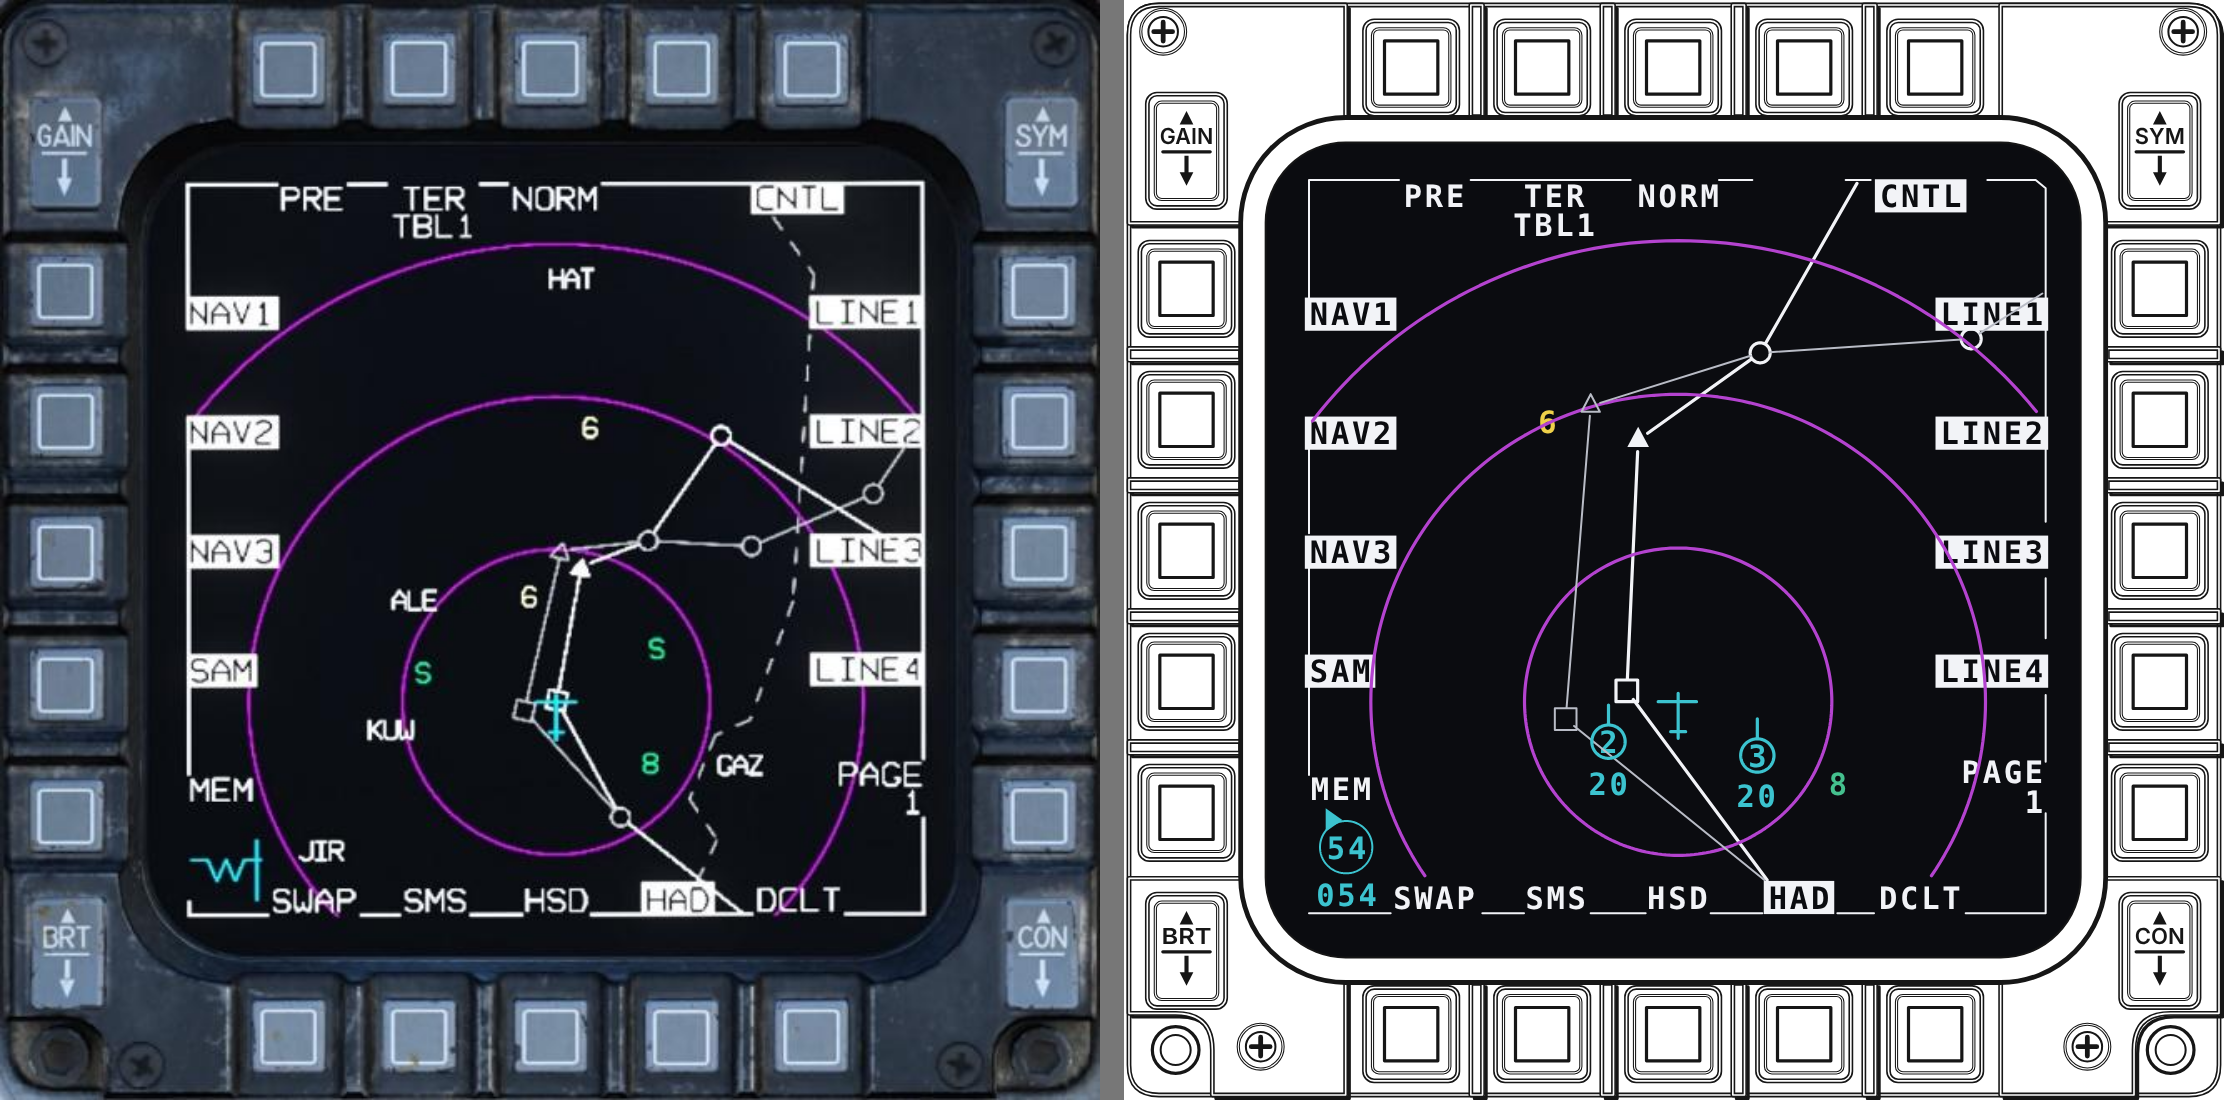 GAIN
SYM
PRE TER NORM CNTL
TBL1
HAT
NAV1 LINE1
NAV2 6 LINE2
NAV3 LINE3
ALE 6
S
SAM S LINE4
KUW
8 GAZ
MEM PAGE
1
JIR
SWAP SMS HSD HAD DCLT
BRT
CON
GAIN
SYM
PRE TER NORM CNTL
TBL1
NAV1 LINE1
6
NAV2 LINE2
NAV3 LINE3
SAM LINE4
2 3
20 20 8
MEM PAGE
1
54
054 SWAP SMS HSD HAD DCLT
BRT
CON